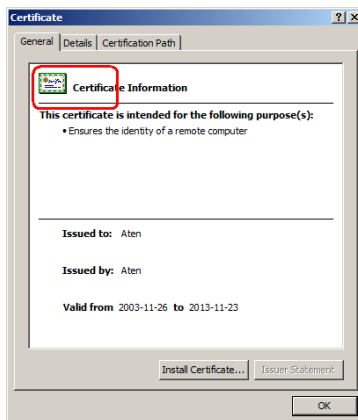 Certificate
General Details Certification Path
Certificate Information
This certificate is intended for the following purpose(s):
• Ensures the identity of a remote computer
Issued to: Aten
Issued by: Aten
Valid from 2003-11-26 to 2013-11-23
Install Certificate... Issuer Statement
OK